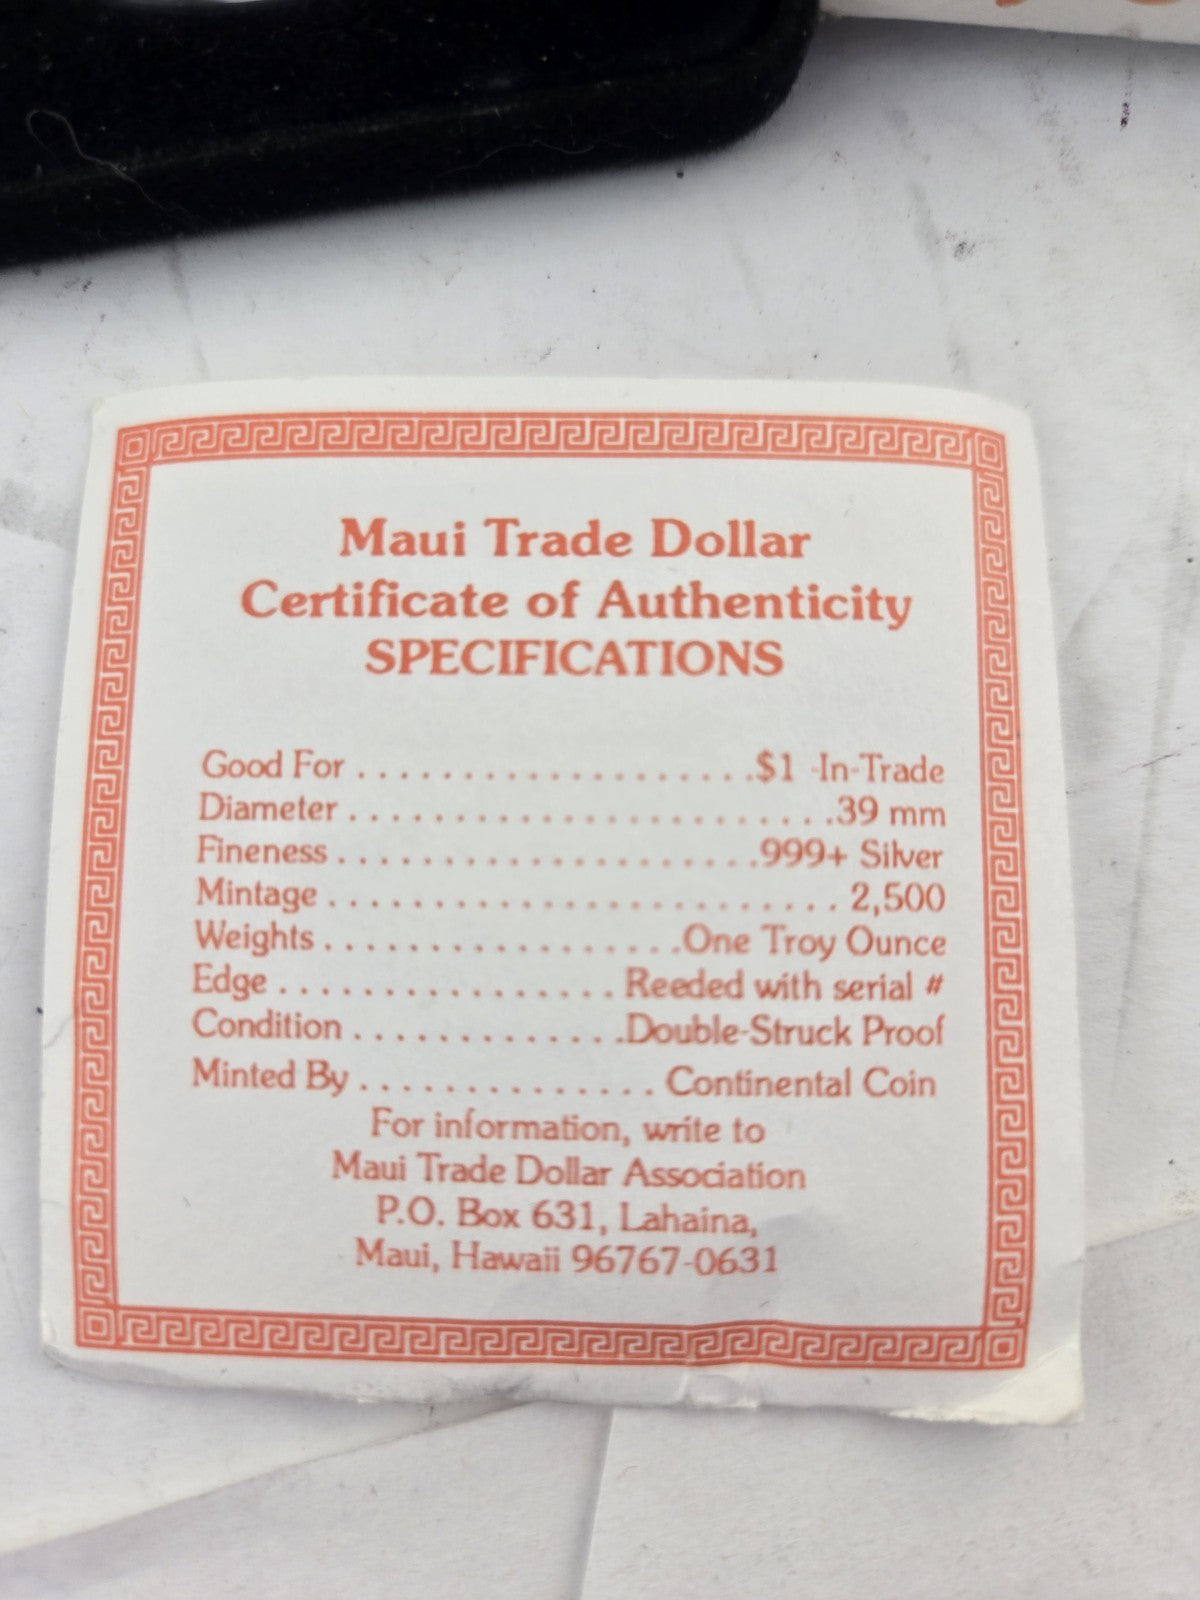 Maui Trade Dollar
Certificate of Authenticity
SPECIFICATIONS
Good For . . . . . . . . . . . . . . . . . . . .$1 -In-Trade
Diameter . . . . . . . . . . . . . . . . . . . . . . . .39 mm
Fineness . . . . . . . . . . . . . . . . . . . . .999+ Silver
Mintage . . . . . . . . . . . . . . . . . . . . . . . . . 2,500
Weights . . . . . . . . . . . . . . . . . .One Troy Ounce
Edge . . . . . . . . . . . . . . . . . Reeded with serial #
Condition . . . . . . . . . . . . . .Double-Struck Proof
Minted By . . . . . . . . . . . . . . . Continental Coin
For information, write to
Maui Trade Dollar Association
P.O. Box 631, Lahaina,
Maui, Hawaii 96767-0631